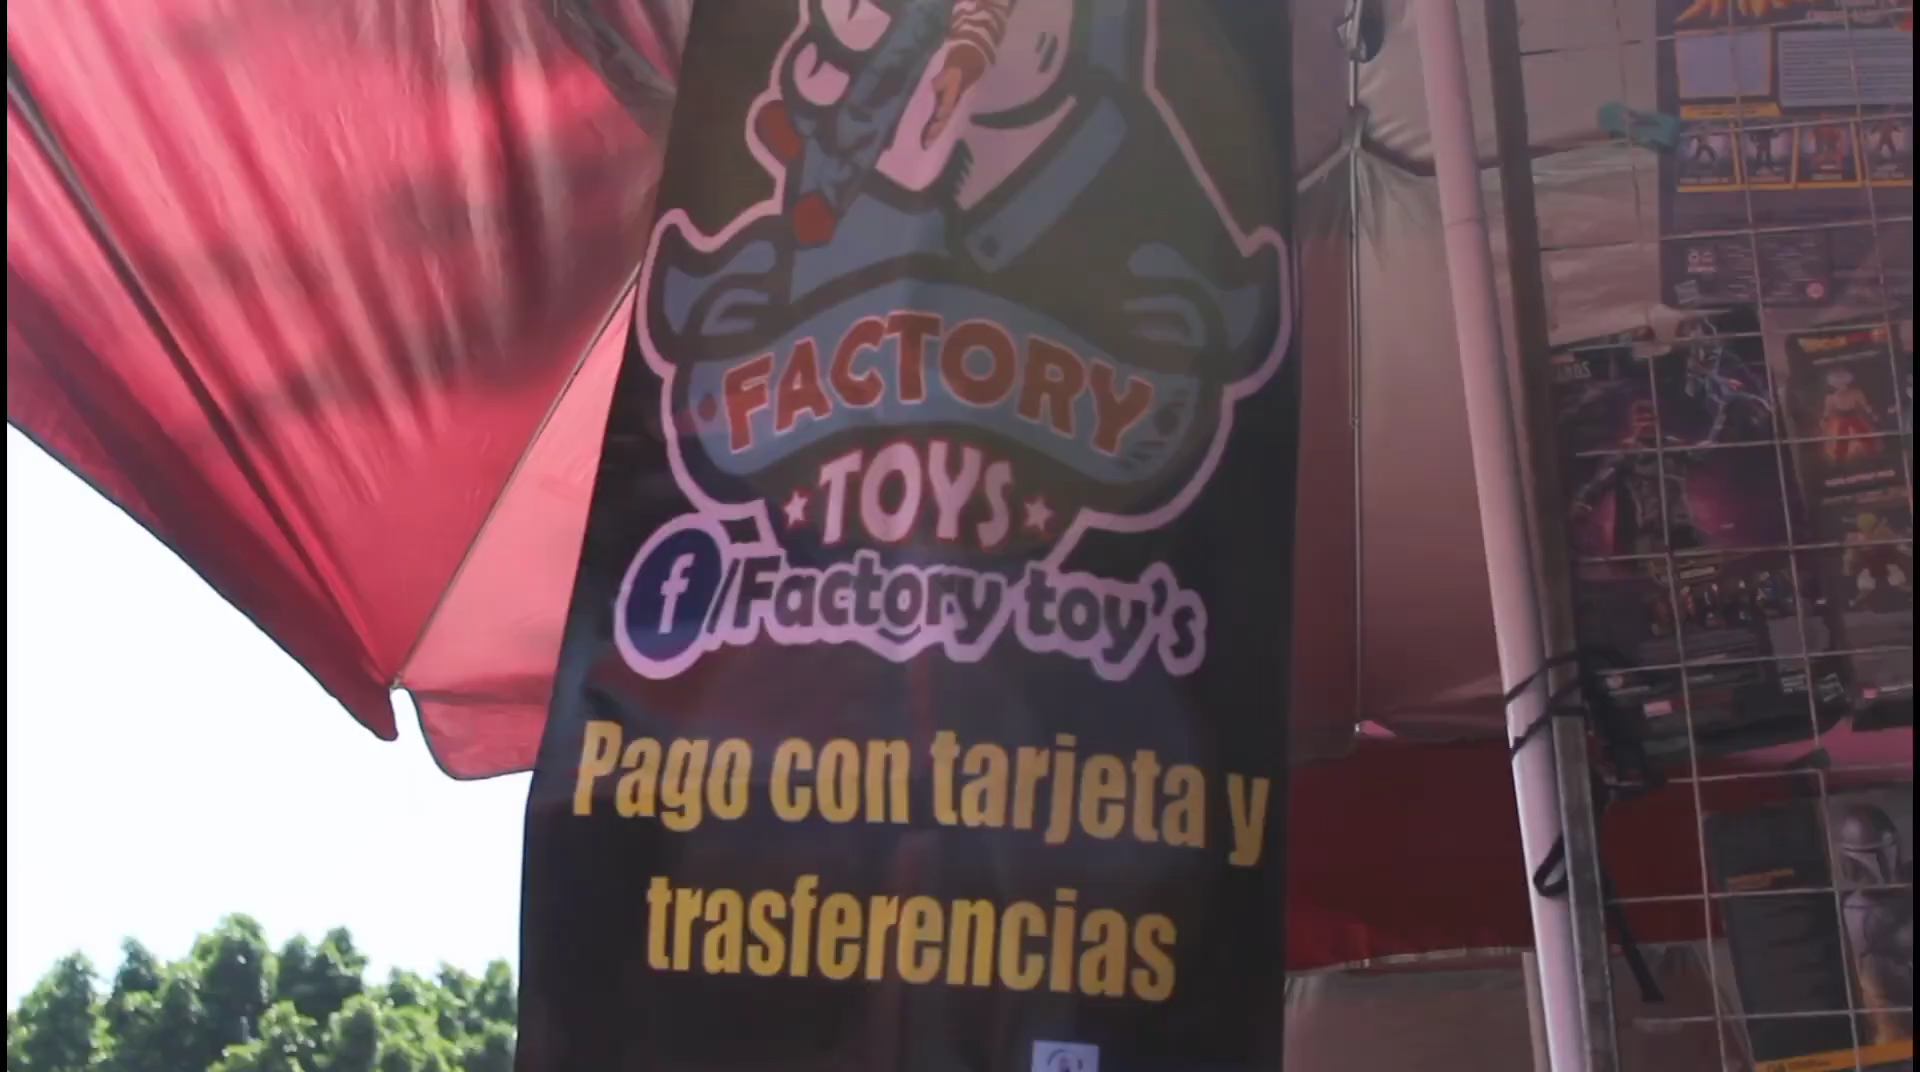 FACTORY
TOYS
f/Factory toy's
Pago con tarjeta y
trasferencias